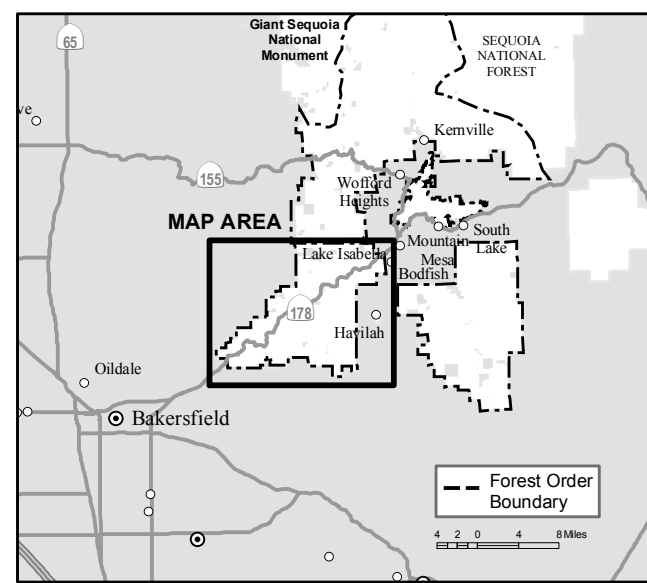 65
Giant Sequoia
National
Monument
SEQUOIA
NATIONAL
FOREST
ve
Kernville
155
Wofford
Heights
MAP AREA
South
Lake
Mountain
Mesa
Lake Isabella
Bodfish
178
Havilah
Oildale
Bakersfield
Forest Order
Boundary
4 2 0 4 8 Miles